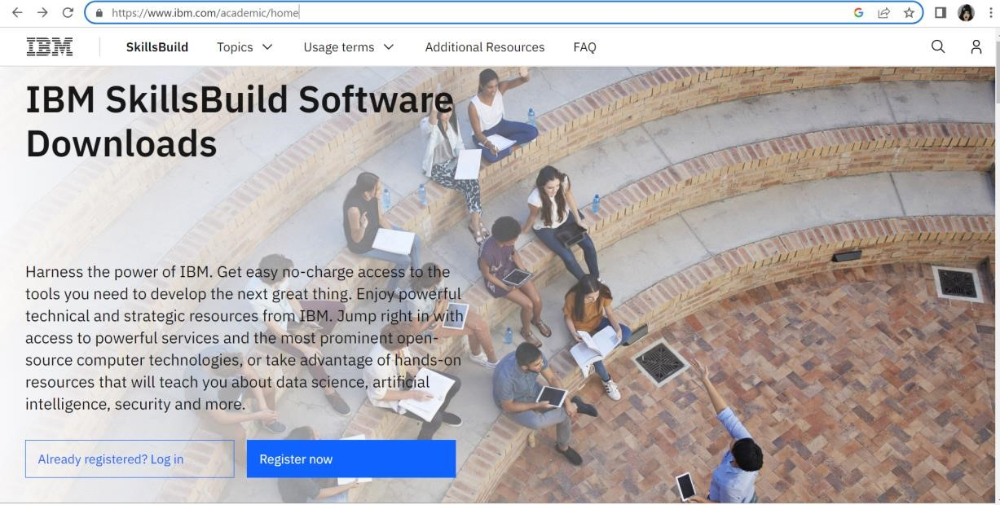 https://www.ibm.com/academic/home
IBM
SkillsBuild
Topics
Usage terms
Additional Resources
FAQ
IBM SkillsBuild Software
Downloads
Harness the power of IBM. Get easy no-charge access to the
tools you need to develop the next great thing. Enjoy powerful
technical and strategic resources from IBM. Jump right in with
access to powerful services and the most prominent open-
source computer technologies, or take advantage of hands-on
resources that will teach you about data science, artificial
intelligence, security and more.
Already registered? Log in
Register now